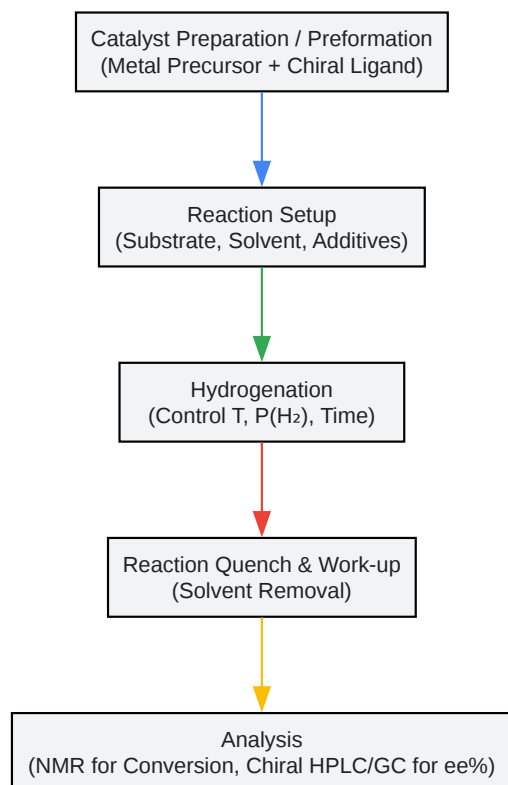 Catalyst Preparation / Preformation
(Metal Precursor + Chiral Ligand)
Reaction Setup
(Substrate, Solvent, Additives)
Hydrogenation
(Control T, P(H₂), Time)
Reaction Quench & Work-up
(Solvent Removal)
Analysis
(NMR for Conversion, Chiral HPLC/GC for ee%)